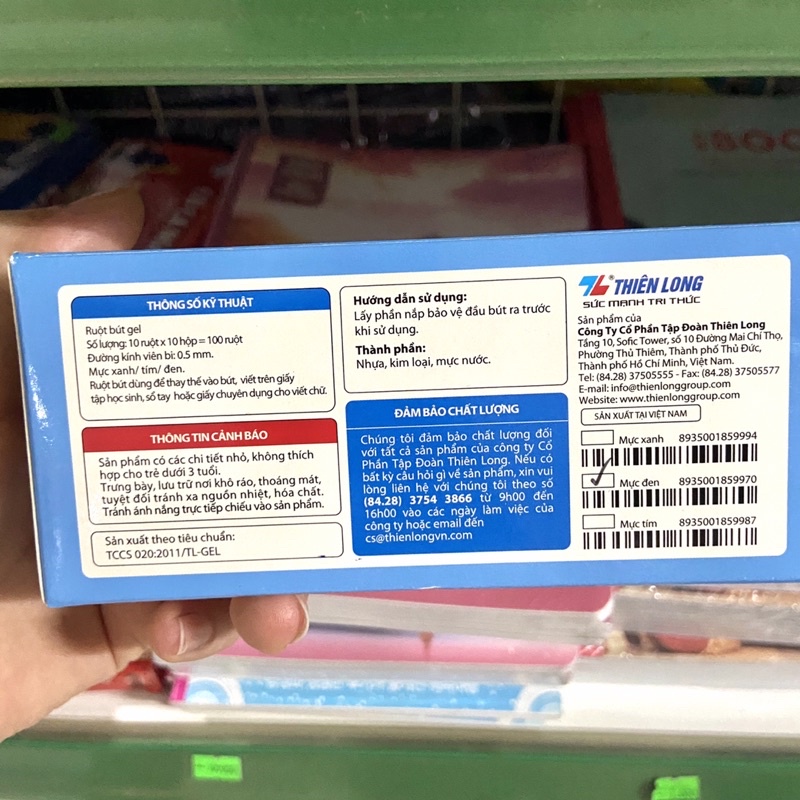 THÔNG SỐ KỸ THUẬT
Ruột bút gel
Số lượng: 10 ruột x 10 hộp = 100 ruột
Đường kính viên bi: 0.5 mm.
Mực xanh/ tím/ đen.
Ruột bút dùng để thay thế vào bút, viết trên giấy
tập học sinh, sổ tay hoặc giấy chuyên dụng cho viết chữ.
THÔNG TIN CẢNH BÁO
Sản phẩm có các chi tiết nhỏ, không thích
hợp cho trẻ dưới 3 tuổi.
Trưng bày, lưu trữ nơi khô ráo, thoáng mát,
tuyệt đối tránh xa nguồn nhiệt, hóa chất.
Tránh ánh nắng trực tiếp chiếu vào sản phẩm.
Sản xuất theo tiêu chuẩn:
TCCS 020:2011/TL-GEL
Hướng dẫn sử dụng:
Lấy phần nắp bảo vệ đầu bút ra trước
khi sử dụng.
Thành phần:
Nhựa, kim loại, mực nước.
ĐẢM BẢO CHẤT LƯỢNG
Chúng tôi đảm bảo chất lượng đối
với tất cả sản phẩm của công ty Cổ
Phần Tập Đoàn Thiên Long. Nếu có
bất kỳ câu hỏi gì về sản phẩm, xin vui
lòng liên hệ với chúng tôi theo số
(84.28) 3754 3866 từ 9h00 đến
16h00 vào các ngày làm việc của
công ty hoặc email đến
cs@thienlongvn.com
TL® THIÊN LONG
SỨC MẠNH TRI THỨC
Sản phẩm của
Công Ty Cổ Phần Tập Đoàn Thiên Long
Tầng 10, Sofic Tower, số 10 Đường Mai Chí Thọ,
Phường Thủ Thiêm, Thành phố Thủ Đức,
Thành phố Hồ Chí Minh, Việt Nam.
Tel: (84.28) 37505555 - Fax: (84.28) 37505577
E-mail: info@thienlonggroup.com
Website: www.thienlonggroup.com
SẢN XUẤT TẠI VIỆT NAM
Mực xanh 8935001859994
Mực đen 8935001859970
Mực tím 8935001859987